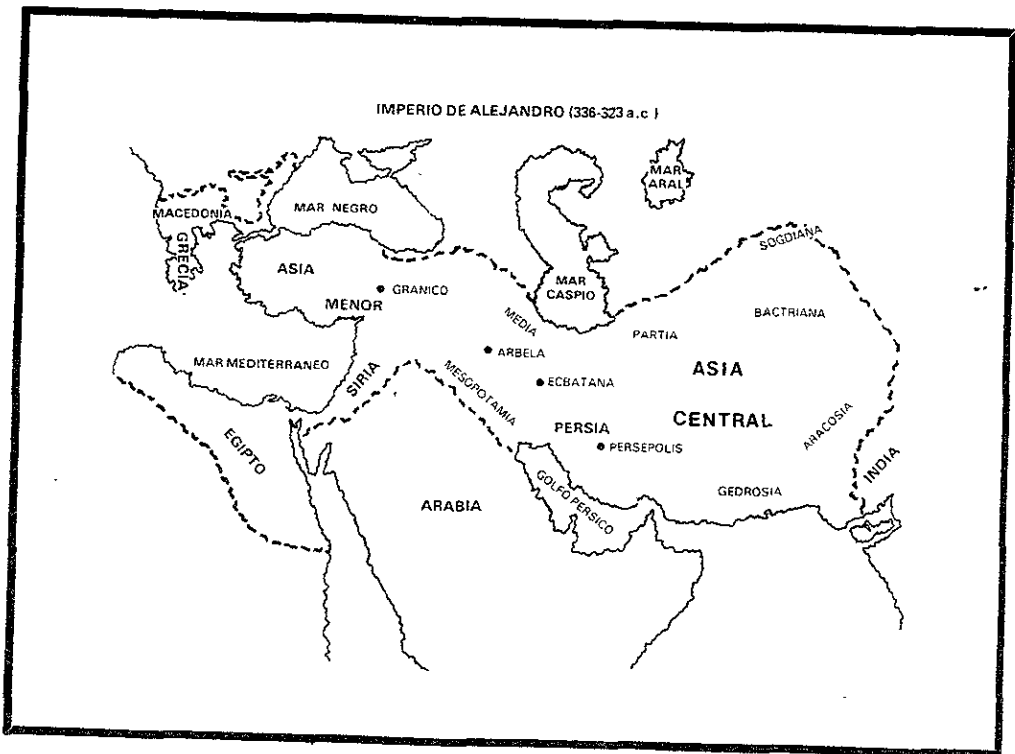 IMPERIO DE ALEJANDRO (336-323 a.c )
MAR
ARAL
MACEDONIA
MAR NEGRO
GRECIA
SOGDIANA
ASIA
MENOR
GRANICO
MAR
CASPIO
MEDIA
PARTIA
BACTRIANA
MAR MEDITERRANEO
SIRIA
ARBELA
MESOPOTAMIA
ECBATANA
ASIA
CENTRAL
ARACOSIA
EGIPTO
PERSIA
PERSEPOLIS
INDIA
ARABIA
GOLFO PERSICO
GEDROSIA